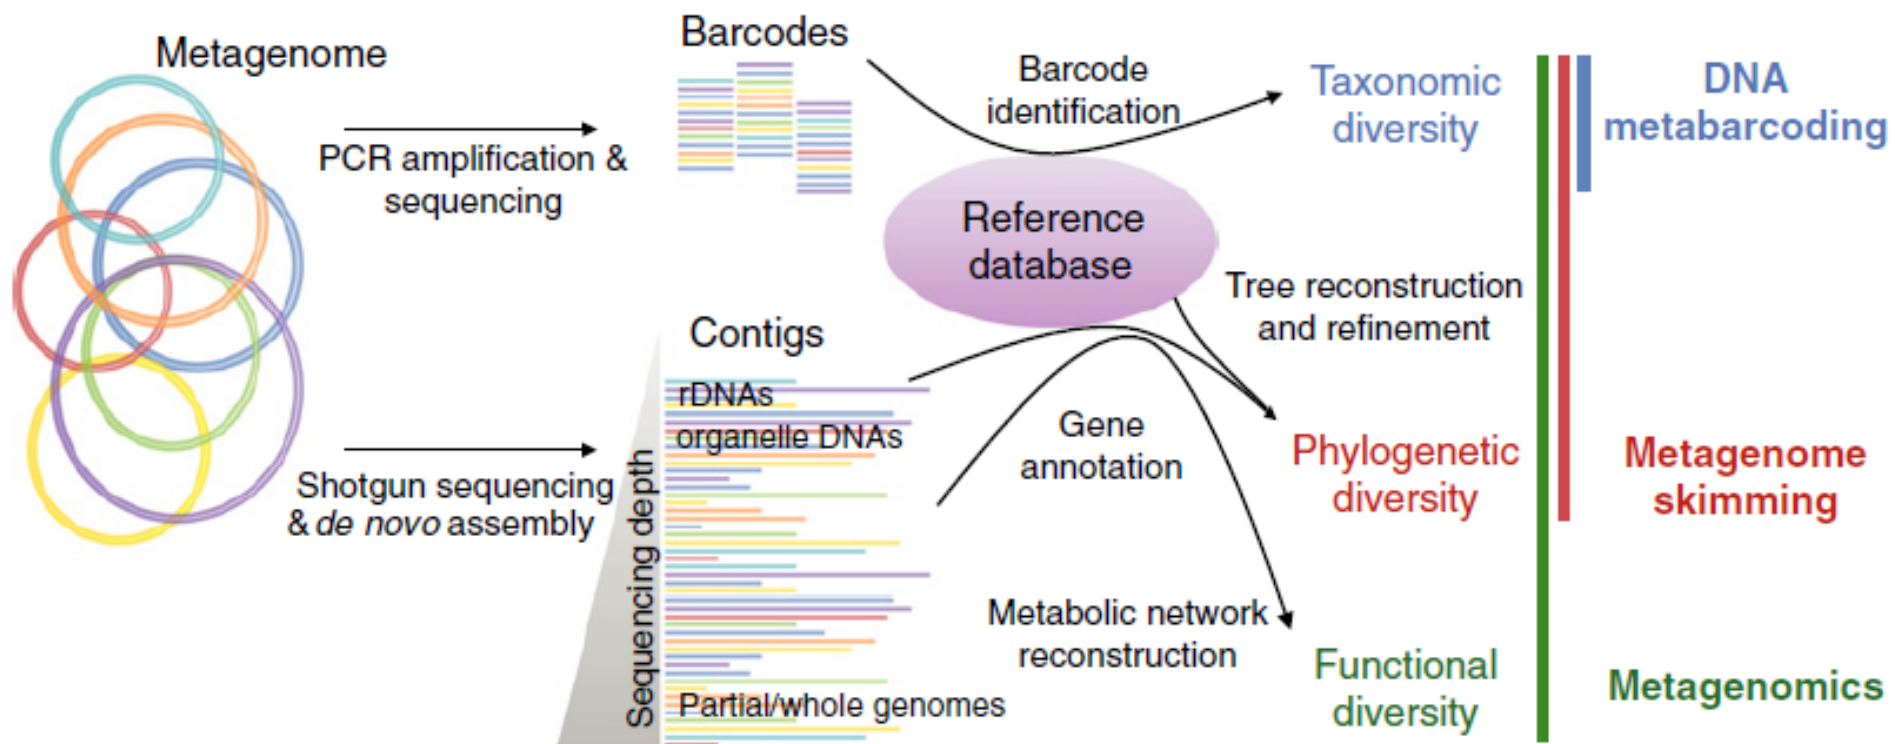 Metagenome
PCR amplification &
sequencing
Shotgun sequencing
& de novo assembly
Barcodes
Barcode
identification
Reference
database
Contigs
rDNAs
organelle DNAs
Partial/whole genomes
Sequencing depth
Tree reconstruction
and refinement
Gene
annotation
Metabolic network
reconstruction
Taxonomic
diversity
Phylogenetic
diversity
Functional
diversity
DNA
metabarcoding
Metagenome
skimming
Metagenomics